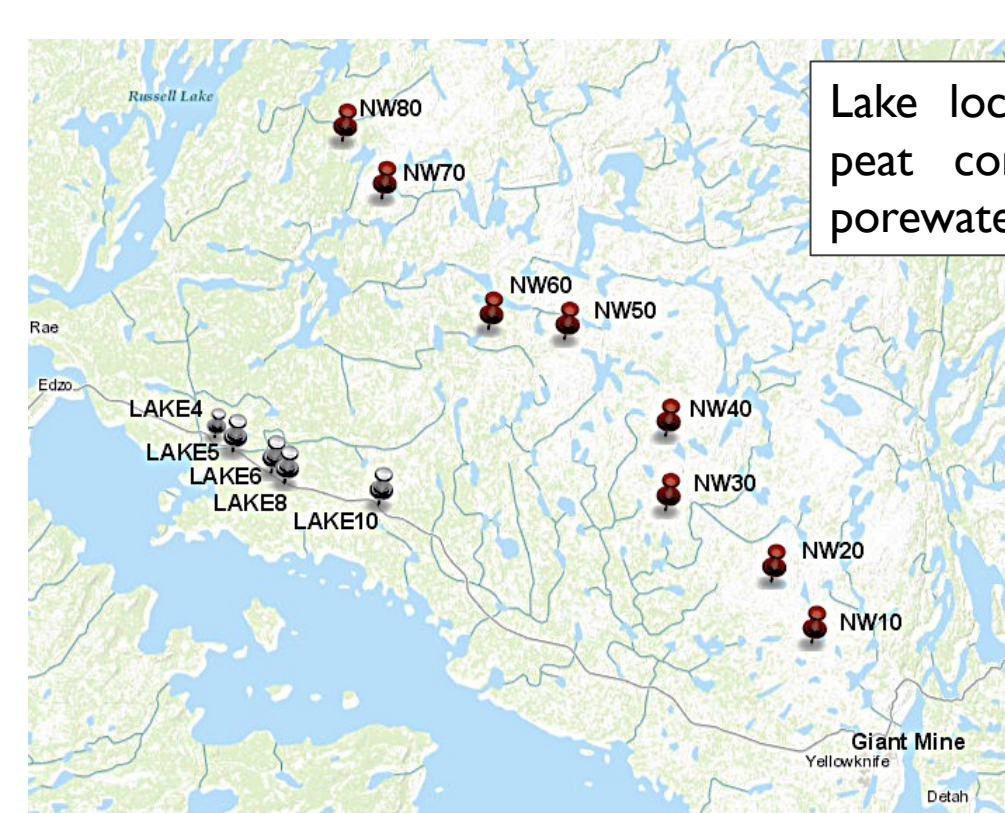 Lake loc
peat cor
porewate
Russell Lake
NW80
NW70
NW60
NW50
Rae
Edzo
LAKE4
NW40
LAKE5
LAKE6
NW30
LAKE8
LAKE10
NW20
NW10
Giant Mine
Yellowknife
Detah